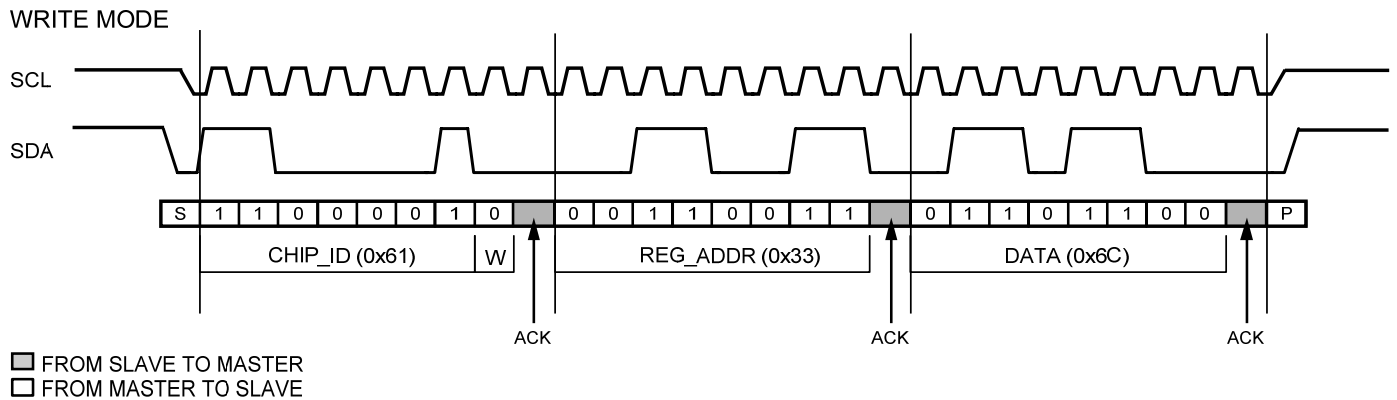 WRITE MODE
SCL
SDA
S 1 1 0 0 0 0 1 0 0 0 1 1 0 0 1 1 0 1 1 0 1 1 0 0 P
CHIP_ID (0x61) W REG_ADDR (0x33) DATA (0x6C)
ACK ACK ACK
FROM SLAVE TO MASTER
FROM MASTER TO SLAVE